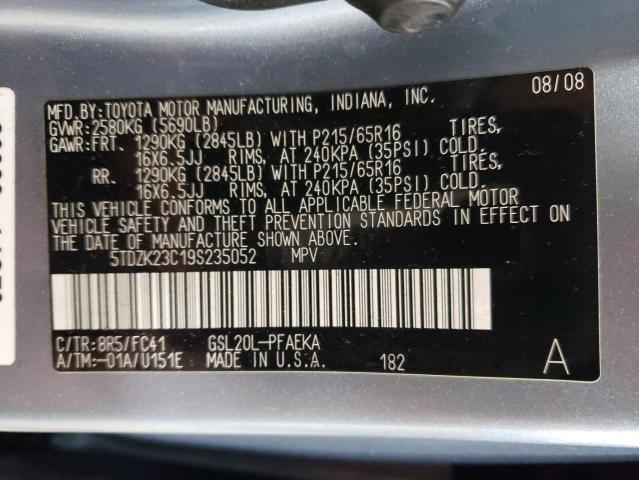 MFD.BY:TOYOTA MOTOR MANUFACTURING, INDIANA, INC. 08/08
GVWR:2580KG (5690LB)
GAWR:FRT. 1290KG (2845LB) WITH P215/65R16 TIRES,
16X6.5JJ RIMS, AT 240KPA (35PSI) COLD.
RR. 1290KG (2845LB) WITH P215/65R16 TIRES,
16X6.5JJ RIMS, AT 240KPA (35PSI) COLD.
THIS VEHICLE CONFORMS TO ALL APPLICABLE FEDERAL MOTOR
VEHICLE SAFETY AND THEFT PREVENTION STANDARDS IN EFFECT ON
THE DATE OF MANUFACTURE SHOWN ABOVE.
5TDZK23C19S235052 MPV
C/TR:8R5/FC41 GSL20L-PFAEKA
A/TM:-01A/U151E MADE IN U.S.A. 182 A